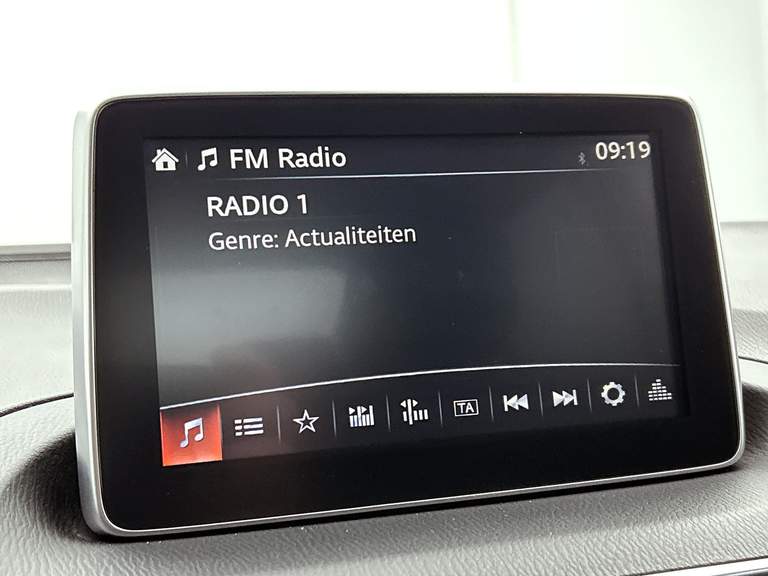 FM Radio
09:19
RADIO 1
Genre: Actualiteiten
TA